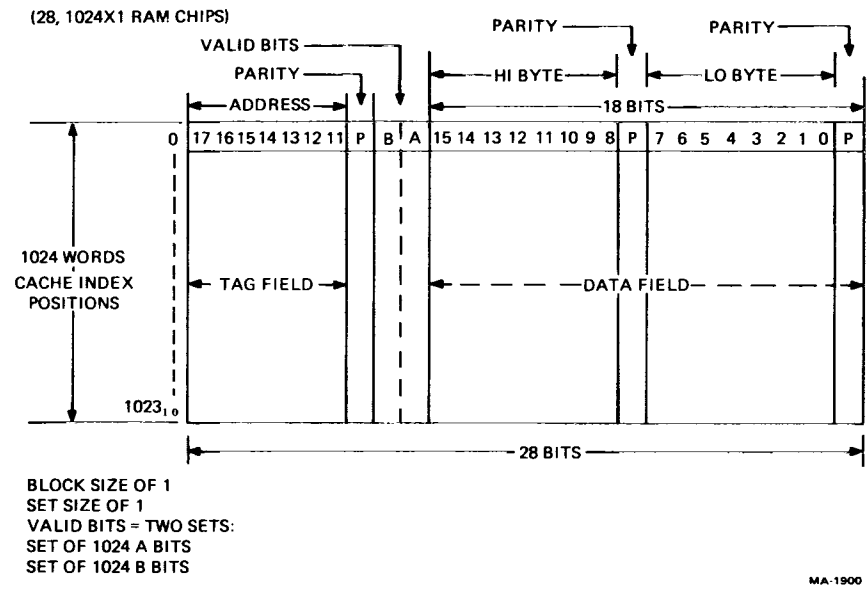 (28, 1024X1 RAM CHIPS)
PARITY PARITY
VALID BITS
PARITY HI BYTE LO BYTE
ADDRESS 18 BITS
0 17 16 15 14 13 12 11 P B A 15 14 13 12 11 10 9 8 P 7 6 5 4 3 2 1 0 P
1024 WORDS
CACHE INDEX TAG FIELD DATA FIELD
POSITIONS
1023₁₀
28 BITS
BLOCK SIZE OF 1
SET SIZE OF 1
VALID BITS = TWO SETS:
SET OF 1024 A BITS
SET OF 1024 B BITS
MA-1900